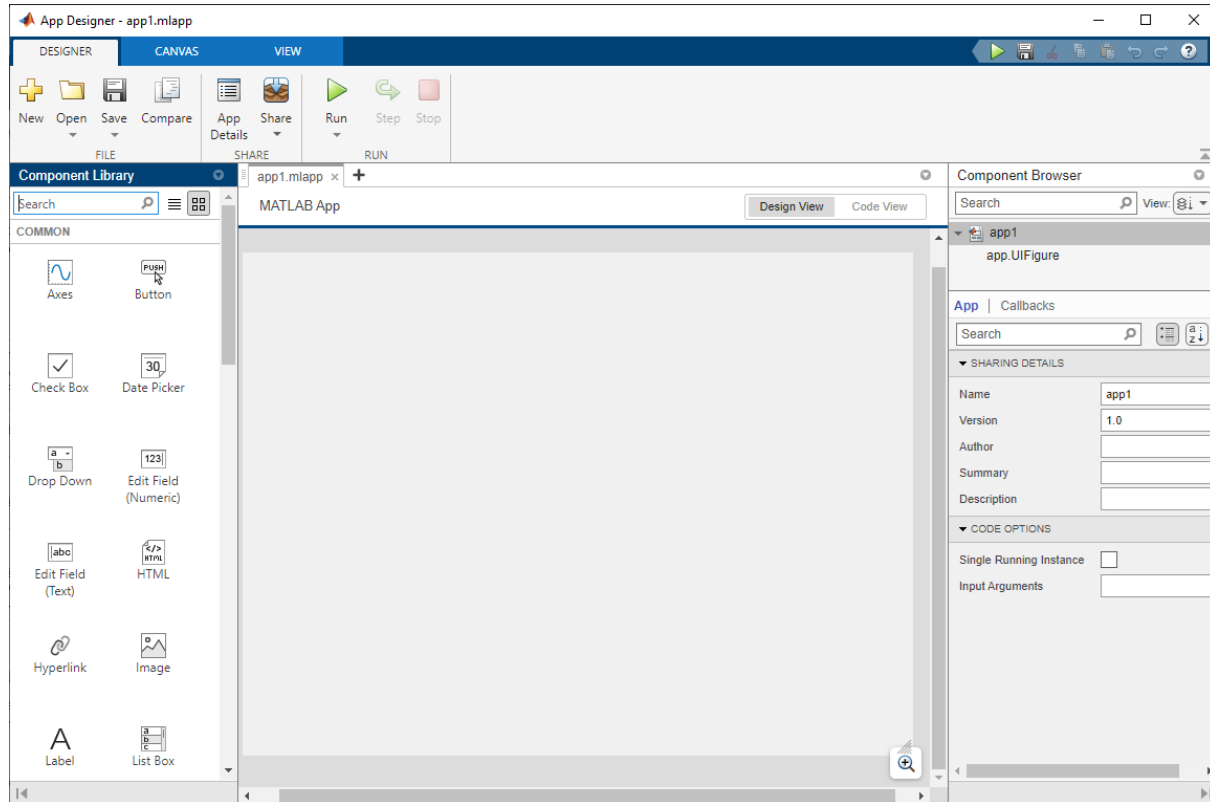 App Designer - app1.mlapp
DESIGNER CANVAS VIEW
New Open Save Compare App Details Share Run Step Stop
FILE SHARE RUN
Component Library
Search
COMMON
Axes Button
PUSH
Check Box Date Picker
30
Drop Down Edit Field (Numeric)
a b 123
Edit Field (Text) HTML
abc </> HTML
Hyperlink Image
Label List Box
A a b c
app1.mlapp × +
MATLAB App Design View Code View
Component Browser
Search View:
app1
app.UIFigure
App | Callbacks
Search a z
SHARING DETAILS
Name app1
Version 1.0
Author
Summary
Description
CODE OPTIONS
Single Running Instance
Input Arguments